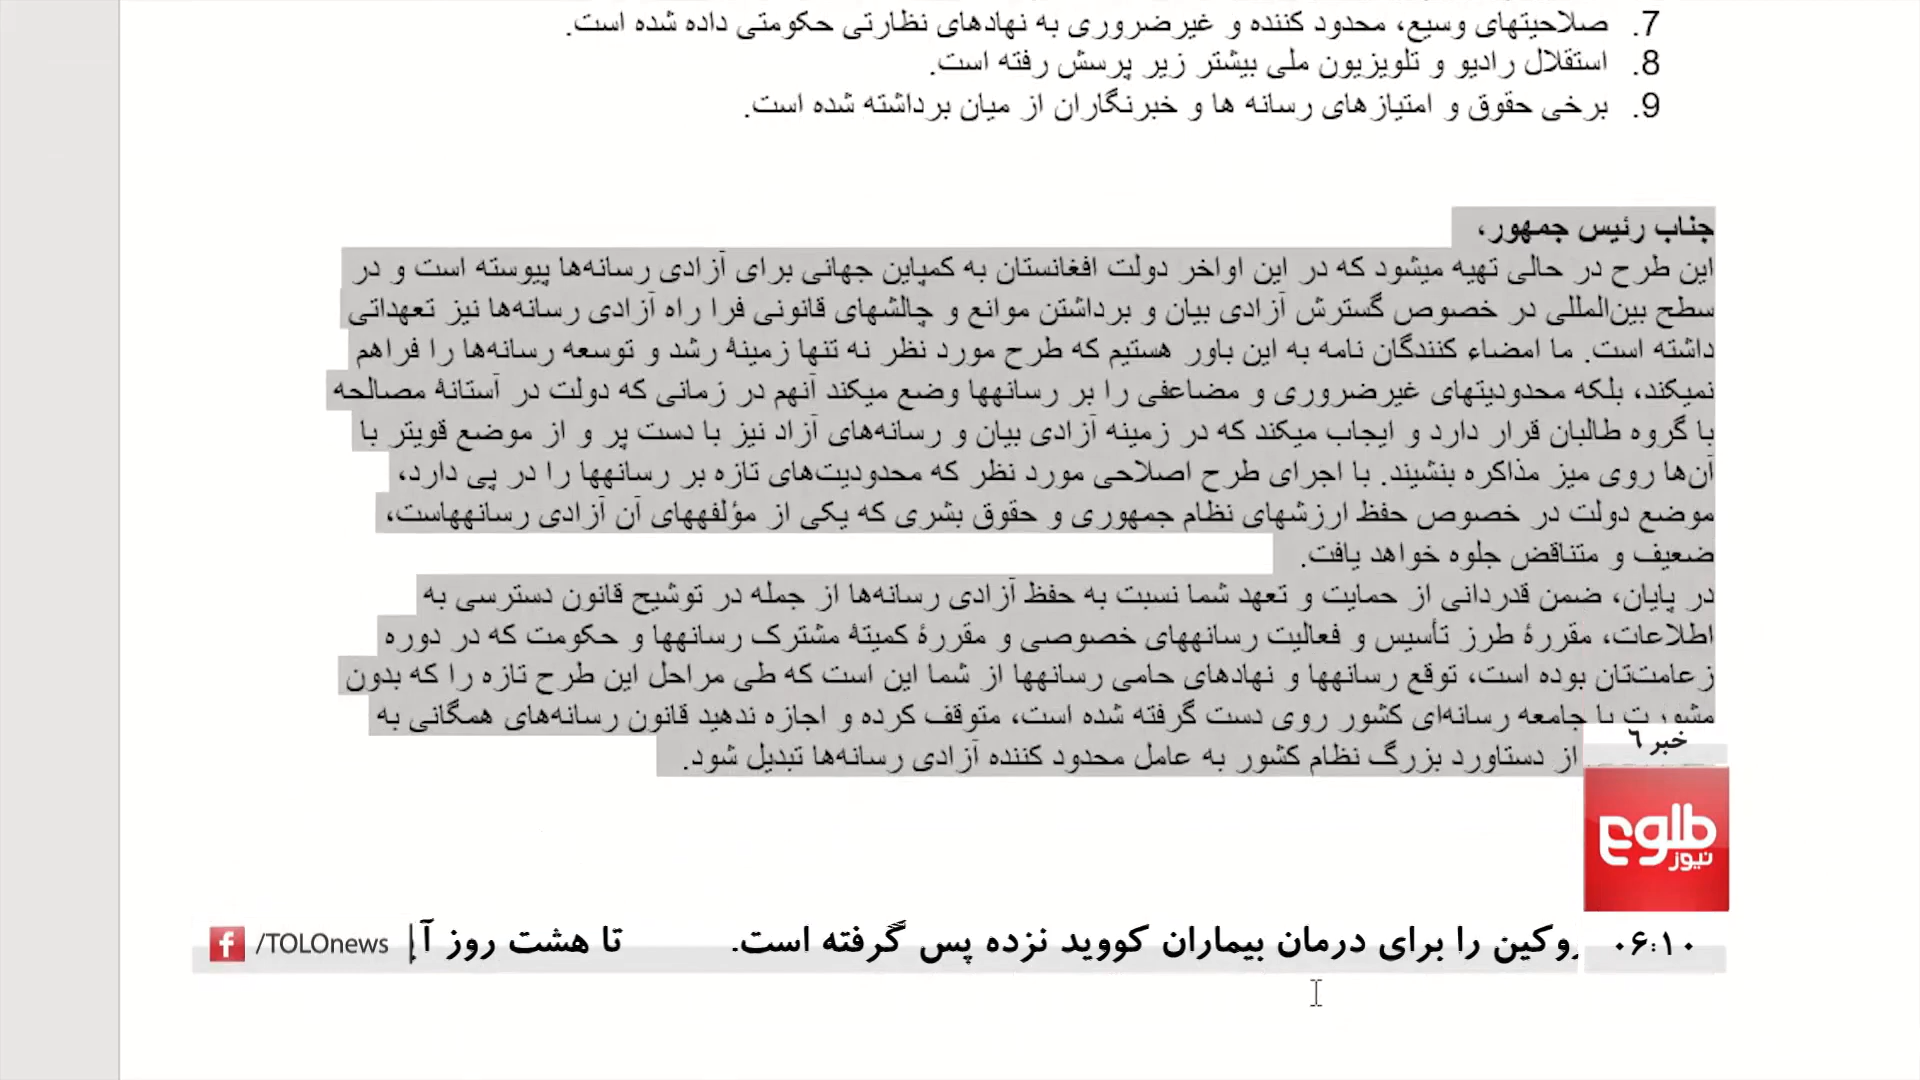 7. صلاحیتهای وسیع، محدود کننده و غیرضروری به نهادهای نظارتی حکومتی داده شده است.
8. استقلال رادیو و تلویزیون ملی بیشتر زیر پرسش رفته است.
9. برخی حقوق و امتیازهای رسانه ها و خبرنگاران از میان برداشته شده است.
جناب رئیس جمهور،
این طرح در حالی تهیه میشود که در این اواخر دولت افغانستان به کمپاین جهانی برای آزادی رسانه‌ها پیوسته است و در
سطح بین‌المللی در خصوص گسترش آزادی بیان و برداشتن موانع و چالشهای قانونی فرا راه آزادی رسانه‌ها نیز تعهداتی
داشته است. ما امضاء کنندگان نامه به این باور هستیم که طرح مورد نظر نه تنها زمینهٔ رشد و توسعه رسانه‌ها را فراهم
نمیکند، بلکه محدودیتهای غیرضروری و مضاعفی را بر رسانهها وضع میکند آنهم در زمانی که دولت در آستانهٔ مصالحه
با گروه طالبان قرار دارد و ایجاب میکند که در زمینه آزادی بیان و رسانه‌های آزاد نیز با دست پر و از موضع قویتر با
آن‌ها روی میز مذاکره بنشیند. با اجرای طرح اصلاحی مورد نظر که محدودیت‌های تازه بر رسانهها را در پی دارد،
موضع دولت در خصوص حفظ ارزشهای نظام جمهوری و حقوق بشری که یکی از مؤلفههای آن آزادی رسانههاست،
ضعیف و متناقض جلوه خواهد یافت.
در پایان، ضمن قدردانی از حمایت و تعهد شما نسبت به حفظ آزادی رسانه‌ها از جمله در توشیح قانون دسترسی به
اطلاعات، مقررهٔ طرز تأسیس و فعالیت رسانههای خصوصی و مقررهٔ کمیتهٔ مشترک رسانهها و حکومت که در دوره
زعامت‌تان بوده است، توقع رسانهها و نهادهای حامی رسانهها از شما این است که طی مراحل این طرح تازه را که بدون
مشورت با جامعه رسانه‌ای کشور روی دست گرفته شده است، متوقف کرده و اجازه ندهید قانون رسانه‌های همگانی به
از دستاورد بزرگ نظام کشور به عامل محدود کننده آزادی رسانه‌ها تبدیل شود.
خبر ٦
طلوع
نیوز
۰۶:۱۰
وکین را برای درمان بیماران کووید نزده پس گرفته است. تا هشت روز
/TOLOnews